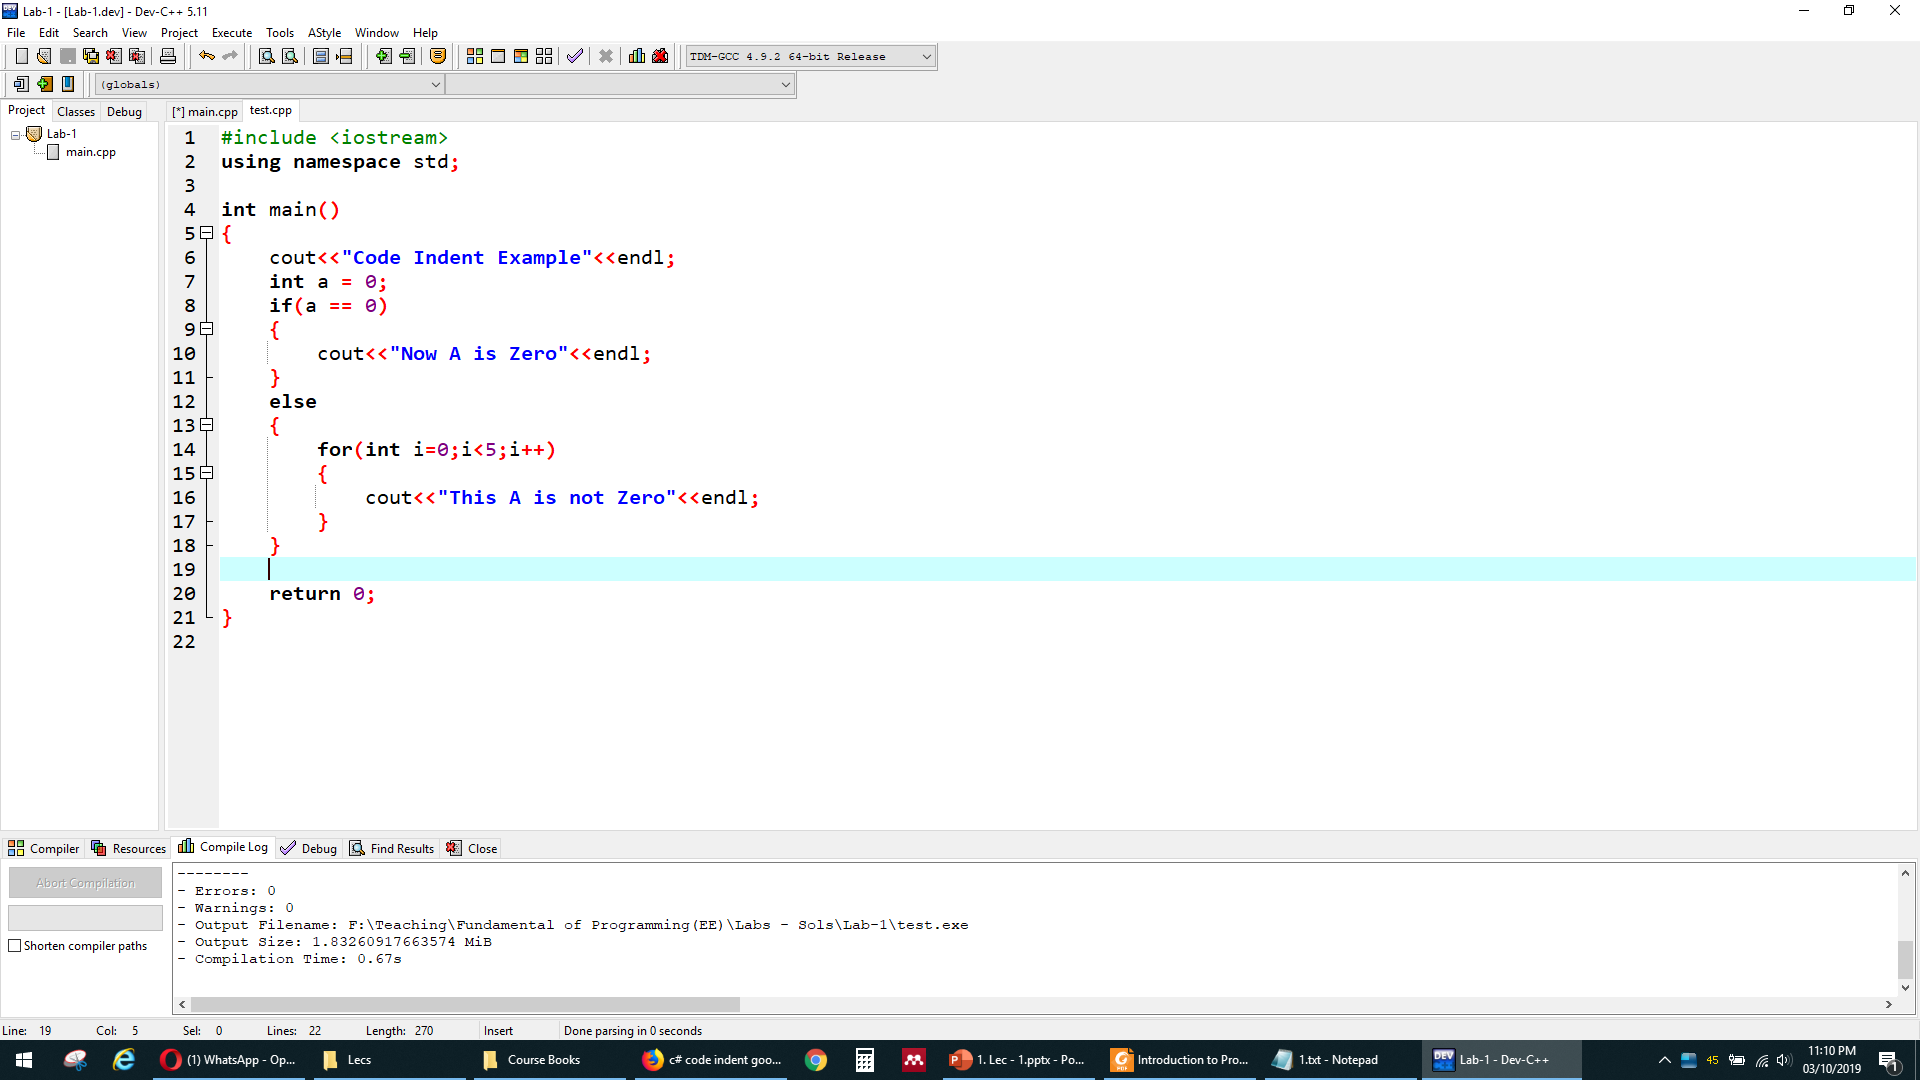 Lab-1 - [Lab-1.dev] - Dev-C++ 5.11
File Edit Search View Project Execute Tools AStyle Window Help
TDM-GCC 4.9.2 64-bit Release
(globals)
Project Classes Debug [*] main.cpp test.cpp
Lab-1
main.cpp
1 #include <iostream>
2 using namespace std;
3
4 int main()
5 {
6 cout<<"Code Indent Example"<<endl;
7 int a = 0;
8 if(a == 0)
9 {
10 cout<<"Now A is Zero"<<endl;
11 }
12 else
13 {
14 for(int i=0;i<5;i++)
15 {
16 cout<<"This A is not Zero"<<endl;
17 }
18 }
19
20 return 0;
21 }
22
Compiler Resources Compile Log Debug Find Results Close
Abort Compilation
Shorten compiler paths
--------
- Errors: 0
- Warnings: 0
- Output Filename: F:\Teaching\Fundamental of Programming(EE)\Labs - Sols\Lab-1\test.exe
- Output Size: 1.83260917663574 MiB
- Compilation Time: 0.67s
Line: 19 Col: 5 Sel: 0 Lines: 22 Length: 270 Insert Done parsing in 0 seconds
(1) WhatsApp - Op... Lecs Course Books c# code indent goo... 1. Lec - 1.pptx - Po... Introduction to Pro... 1.txt - Notepad DEV C++ Lab-1 - Dev-C++ 45 11:10 PM
03/10/2019 1